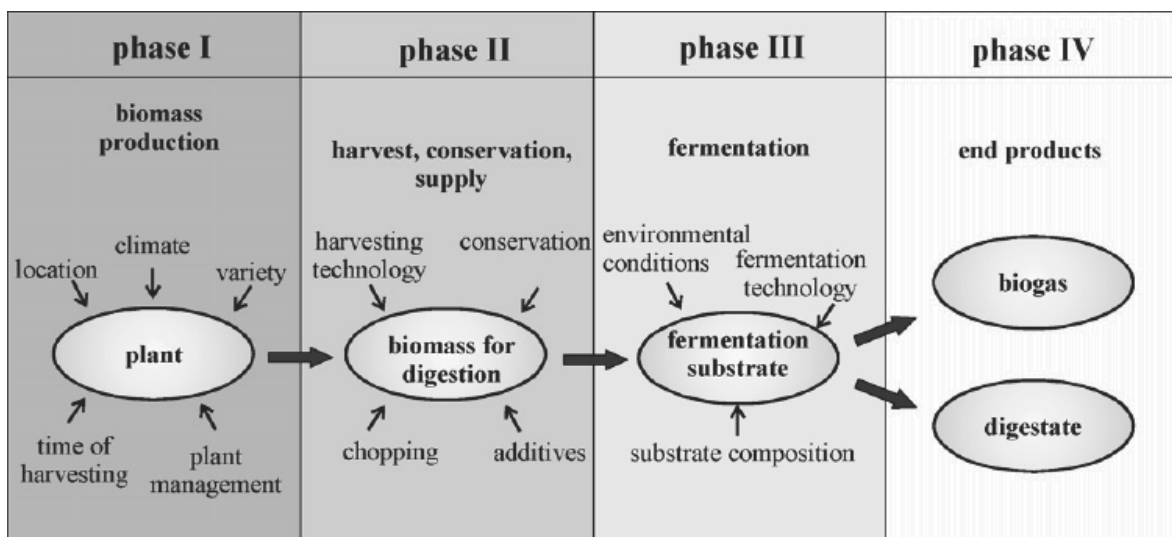 phase I
phase II
phase III
phase IV
biomass
production
harvest, conservation,
supply
fermentation
end products
location
climate
variety
plant
time of
harvesting
plant
management
harvesting
technology
conservation
biomass for
digestion
chopping
additives
environmental
conditions
fermentation
technology
fermentation
substrate
substrate composition
biogas
digestate